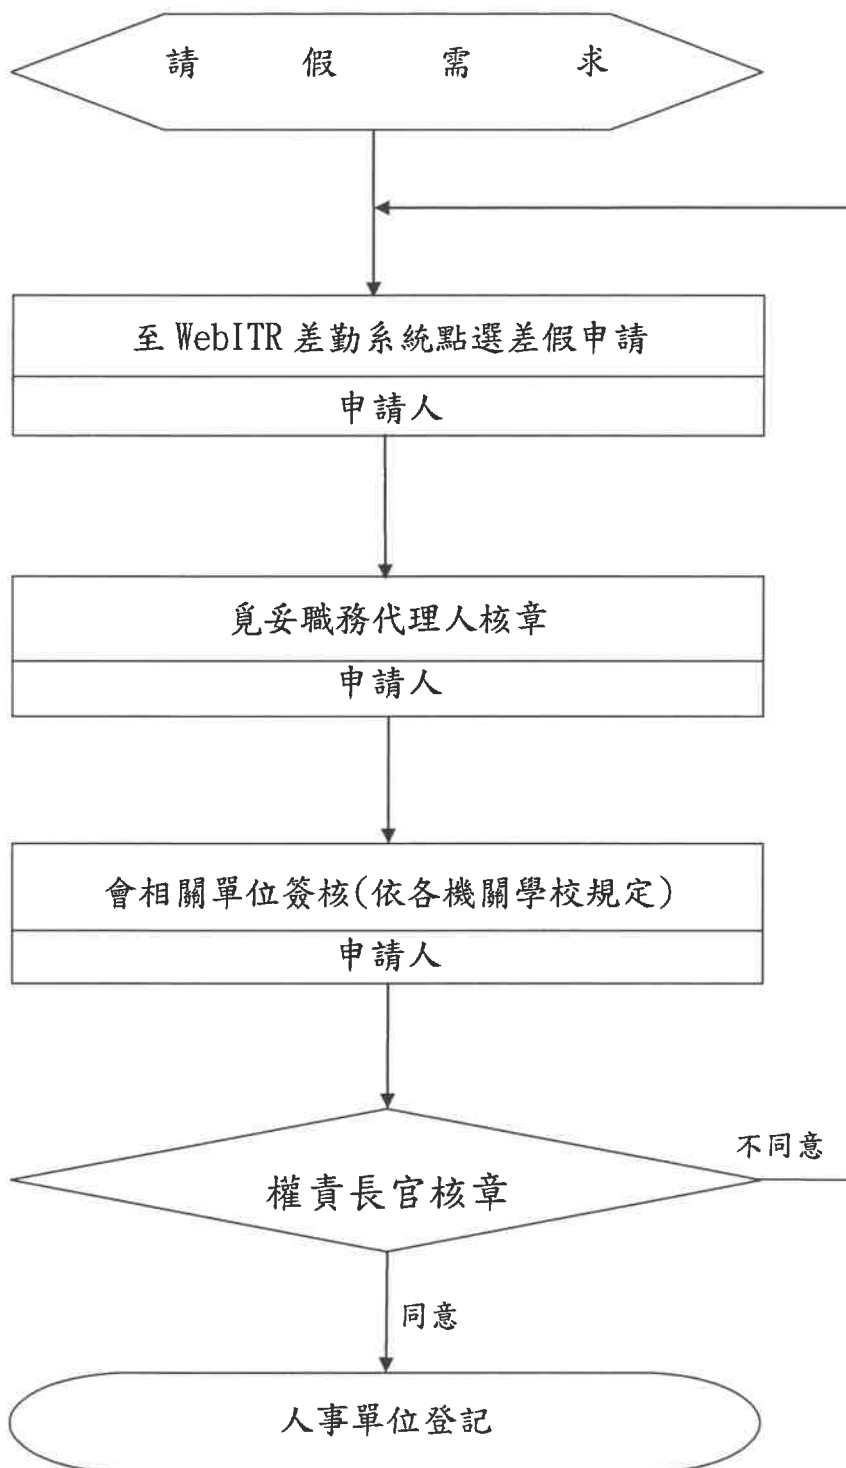 請假需求
至 WebITR 差勤系統點選差假申請
申請人
覓妥職務代理人核章
申請人
會相關單位簽核(依各機關學校規定)
申請人
權責長官核章
不同意
同意
人事單位登記